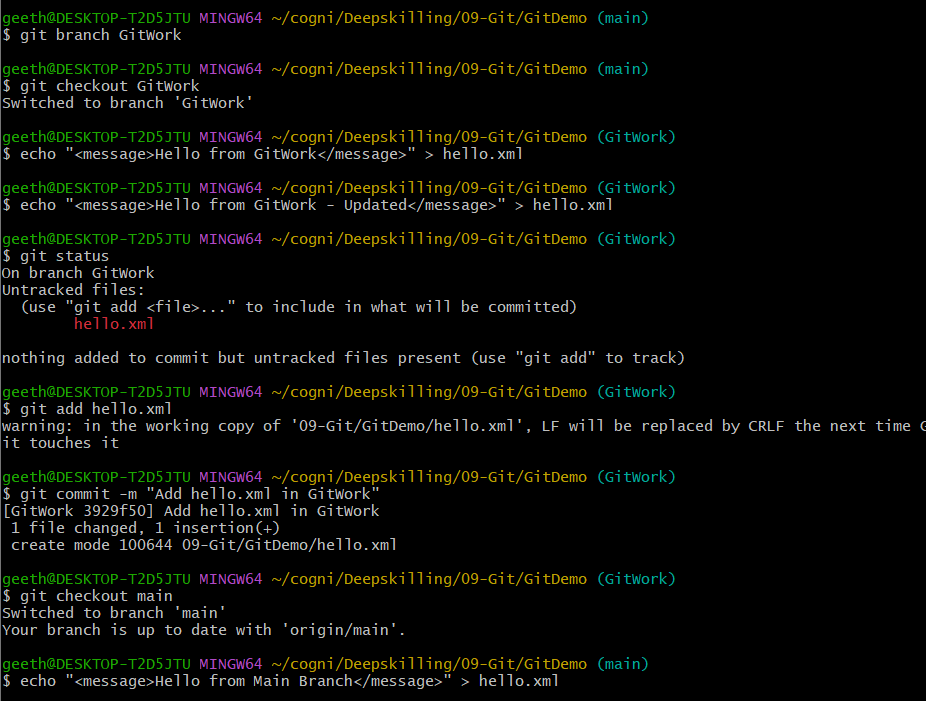 geeth@DESKTOP-T2D5JTU MINGW64 ~/cogni/Deepskilling/09-Git/GitDemo (main)
$ git branch GitWork
geeth@DESKTOP-T2D5JTU MINGW64 ~/cogni/Deepskilling/09-Git/GitDemo (main)
$ git checkout GitWork
Switched to branch 'GitWork'
geeth@DESKTOP-T2D5JTU MINGW64 ~/cogni/Deepskilling/09-Git/GitDemo (GitWork)
$ echo "<message>Hello from GitWork</message>" > hello.xml
geeth@DESKTOP-T2D5JTU MINGW64 ~/cogni/Deepskilling/09-Git/GitDemo (GitWork)
$ echo "<message>Hello from GitWork - Updated</message>" > hello.xml
geeth@DESKTOP-T2D5JTU MINGW64 ~/cogni/Deepskilling/09-Git/GitDemo (GitWork)
$ git status
On branch GitWork
Untracked files:
  (use "git add <file>..." to include in what will be committed)
        hello.xml
nothing added to commit but untracked files present (use "git add" to track)
geeth@DESKTOP-T2D5JTU MINGW64 ~/cogni/Deepskilling/09-Git/GitDemo (GitWork)
$ git add hello.xml
warning: in the working copy of '09-Git/GitDemo/hello.xml', LF will be replaced by CRLF the next time
it touches it
geeth@DESKTOP-T2D5JTU MINGW64 ~/cogni/Deepskilling/09-Git/GitDemo (GitWork)
$ git commit -m "Add hello.xml in GitWork"
[GitWork 3929f50] Add hello.xml in GitWork
 1 file changed, 1 insertion(+)
 create mode 100644 09-Git/GitDemo/hello.xml
geeth@DESKTOP-T2D5JTU MINGW64 ~/cogni/Deepskilling/09-Git/GitDemo (GitWork)
$ git checkout main
Switched to branch 'main'
Your branch is up to date with 'origin/main'.
geeth@DESKTOP-T2D5JTU MINGW64 ~/cogni/Deepskilling/09-Git/GitDemo (main)
$ echo "<message>Hello from Main Branch</message>" > hello.xml